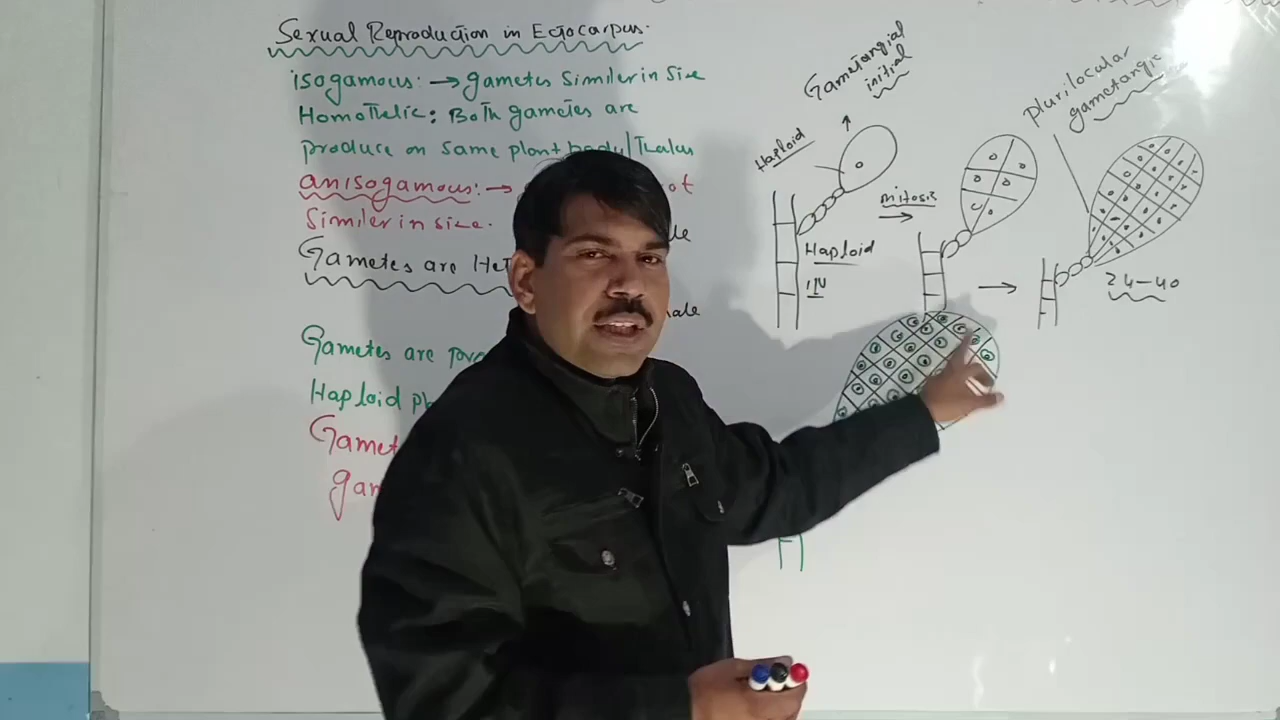 Sexual Reproduction in Ectocarpus.
isogamous: → gametes Similer in Size
Homothelic: Both gametes are
produce on same plant body/Thalus
anisogamous: → ot
Similer in size.
Gametes are Het
Gametes are pro
Haploid pl
Gamet
gam
Gametangial
initial
Haploid
mitosis
Haploid
1N
plurilocular
gametangia
24-40